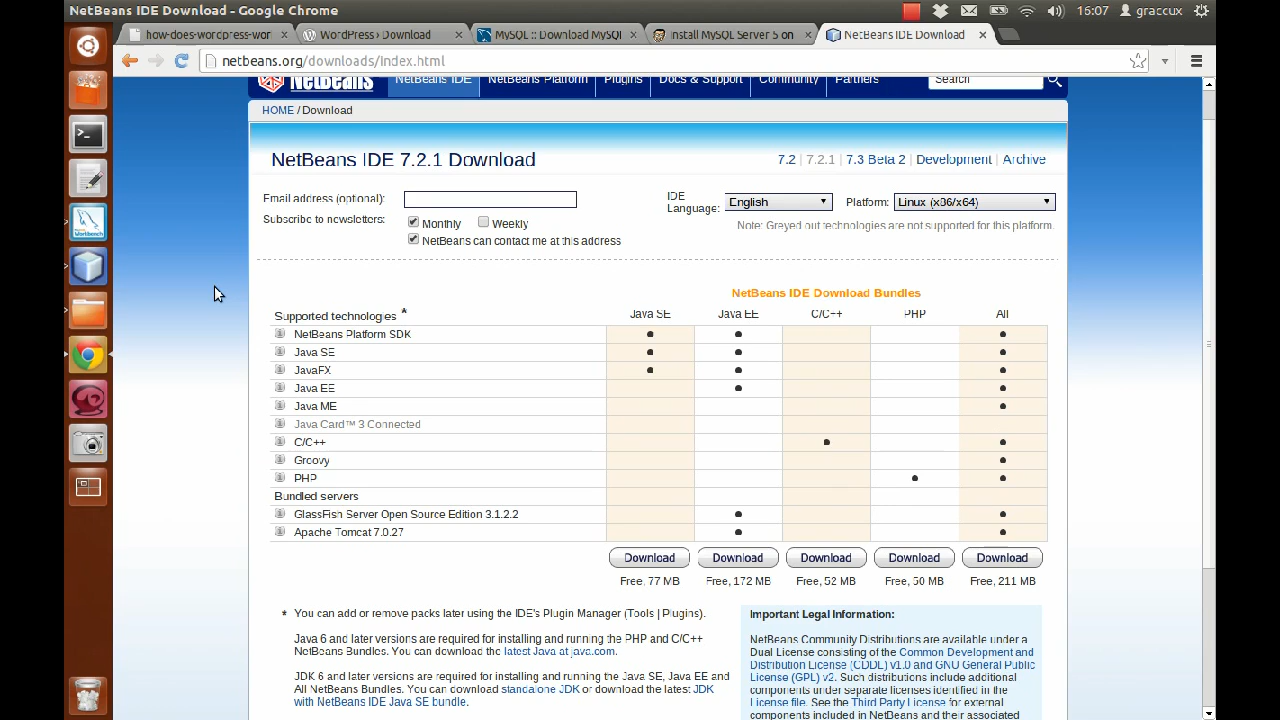 NetBeans IDE Download - Google Chrome
16:07
graccux
how-does-wordpress-worl
WordPress › Download
MySQL :: Download MySQL
Install MySQL Server 5 on
NetBeans IDE Download
netbeans.org/downloads/index.html
NetBeans
NetBeans IDE
NetBeans Platform
Plugins
Docs & Support
Community
Partners
Search
HOME / Download
NetBeans IDE 7.2.1 Download
7.2 | 7.2.1 | 7.3 Beta 2 | Development | Archive
Email address (optional):
IDE Language: English
Platform: Linux (x86/x64)
Subscribe to newsletters:
Monthly
Weekly
Note: Greyed out technologies are not supported for this platform.
NetBeans can contact me at this address
NetBeans IDE Download Bundles
Supported technologies *
Java SE
Java EE
C/C++
PHP
All
NetBeans Platform SDK
Java SE
JavaFX
Java EE
Java ME
Java Card™ 3 Connected
C/C++
Groovy
PHP
Bundled servers
GlassFish Server Open Source Edition 3.1.2.2
Apache Tomcat 7.0.27
Download
Download
Download
Download
Download
Free, 77 MB
Free, 172 MB
Free, 52 MB
Free, 50 MB
Free, 211 MB
* You can add or remove packs later using the IDE's Plugin Manager (Tools | Plugins).
Java 6 and later versions are required for installing and running the PHP and C/C++
NetBeans Bundles. You can download the latest Java at java.com.
JDK 6 and later versions are required for installing and running the Java SE, Java EE and
All NetBeans Bundles. You can download standalone JDK or download the latest JDK
with NetBeans IDE Java SE bundle.
Important Legal Information:
NetBeans Community Distributions are available under a
Dual License consisting of the Common Development and
Distribution License (CDDL) v1.0 and GNU General Public
License (GPL) v2. Such distributions include additional
components under separate licenses identified in the
License file. See the Third Party License for external
components included in NetBeans and their associated
Workbench